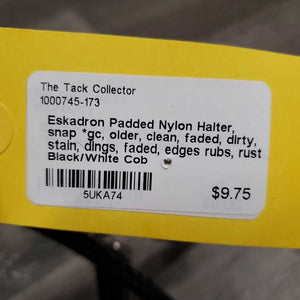 The Tack Collector
1000745-173
Eskadron Padded Nylon Halter,
snap *gc, older, clean, faded, dirty,
stain, dings, faded, edges rubs, rust
Black/White Cob
5UKA74
$9.75